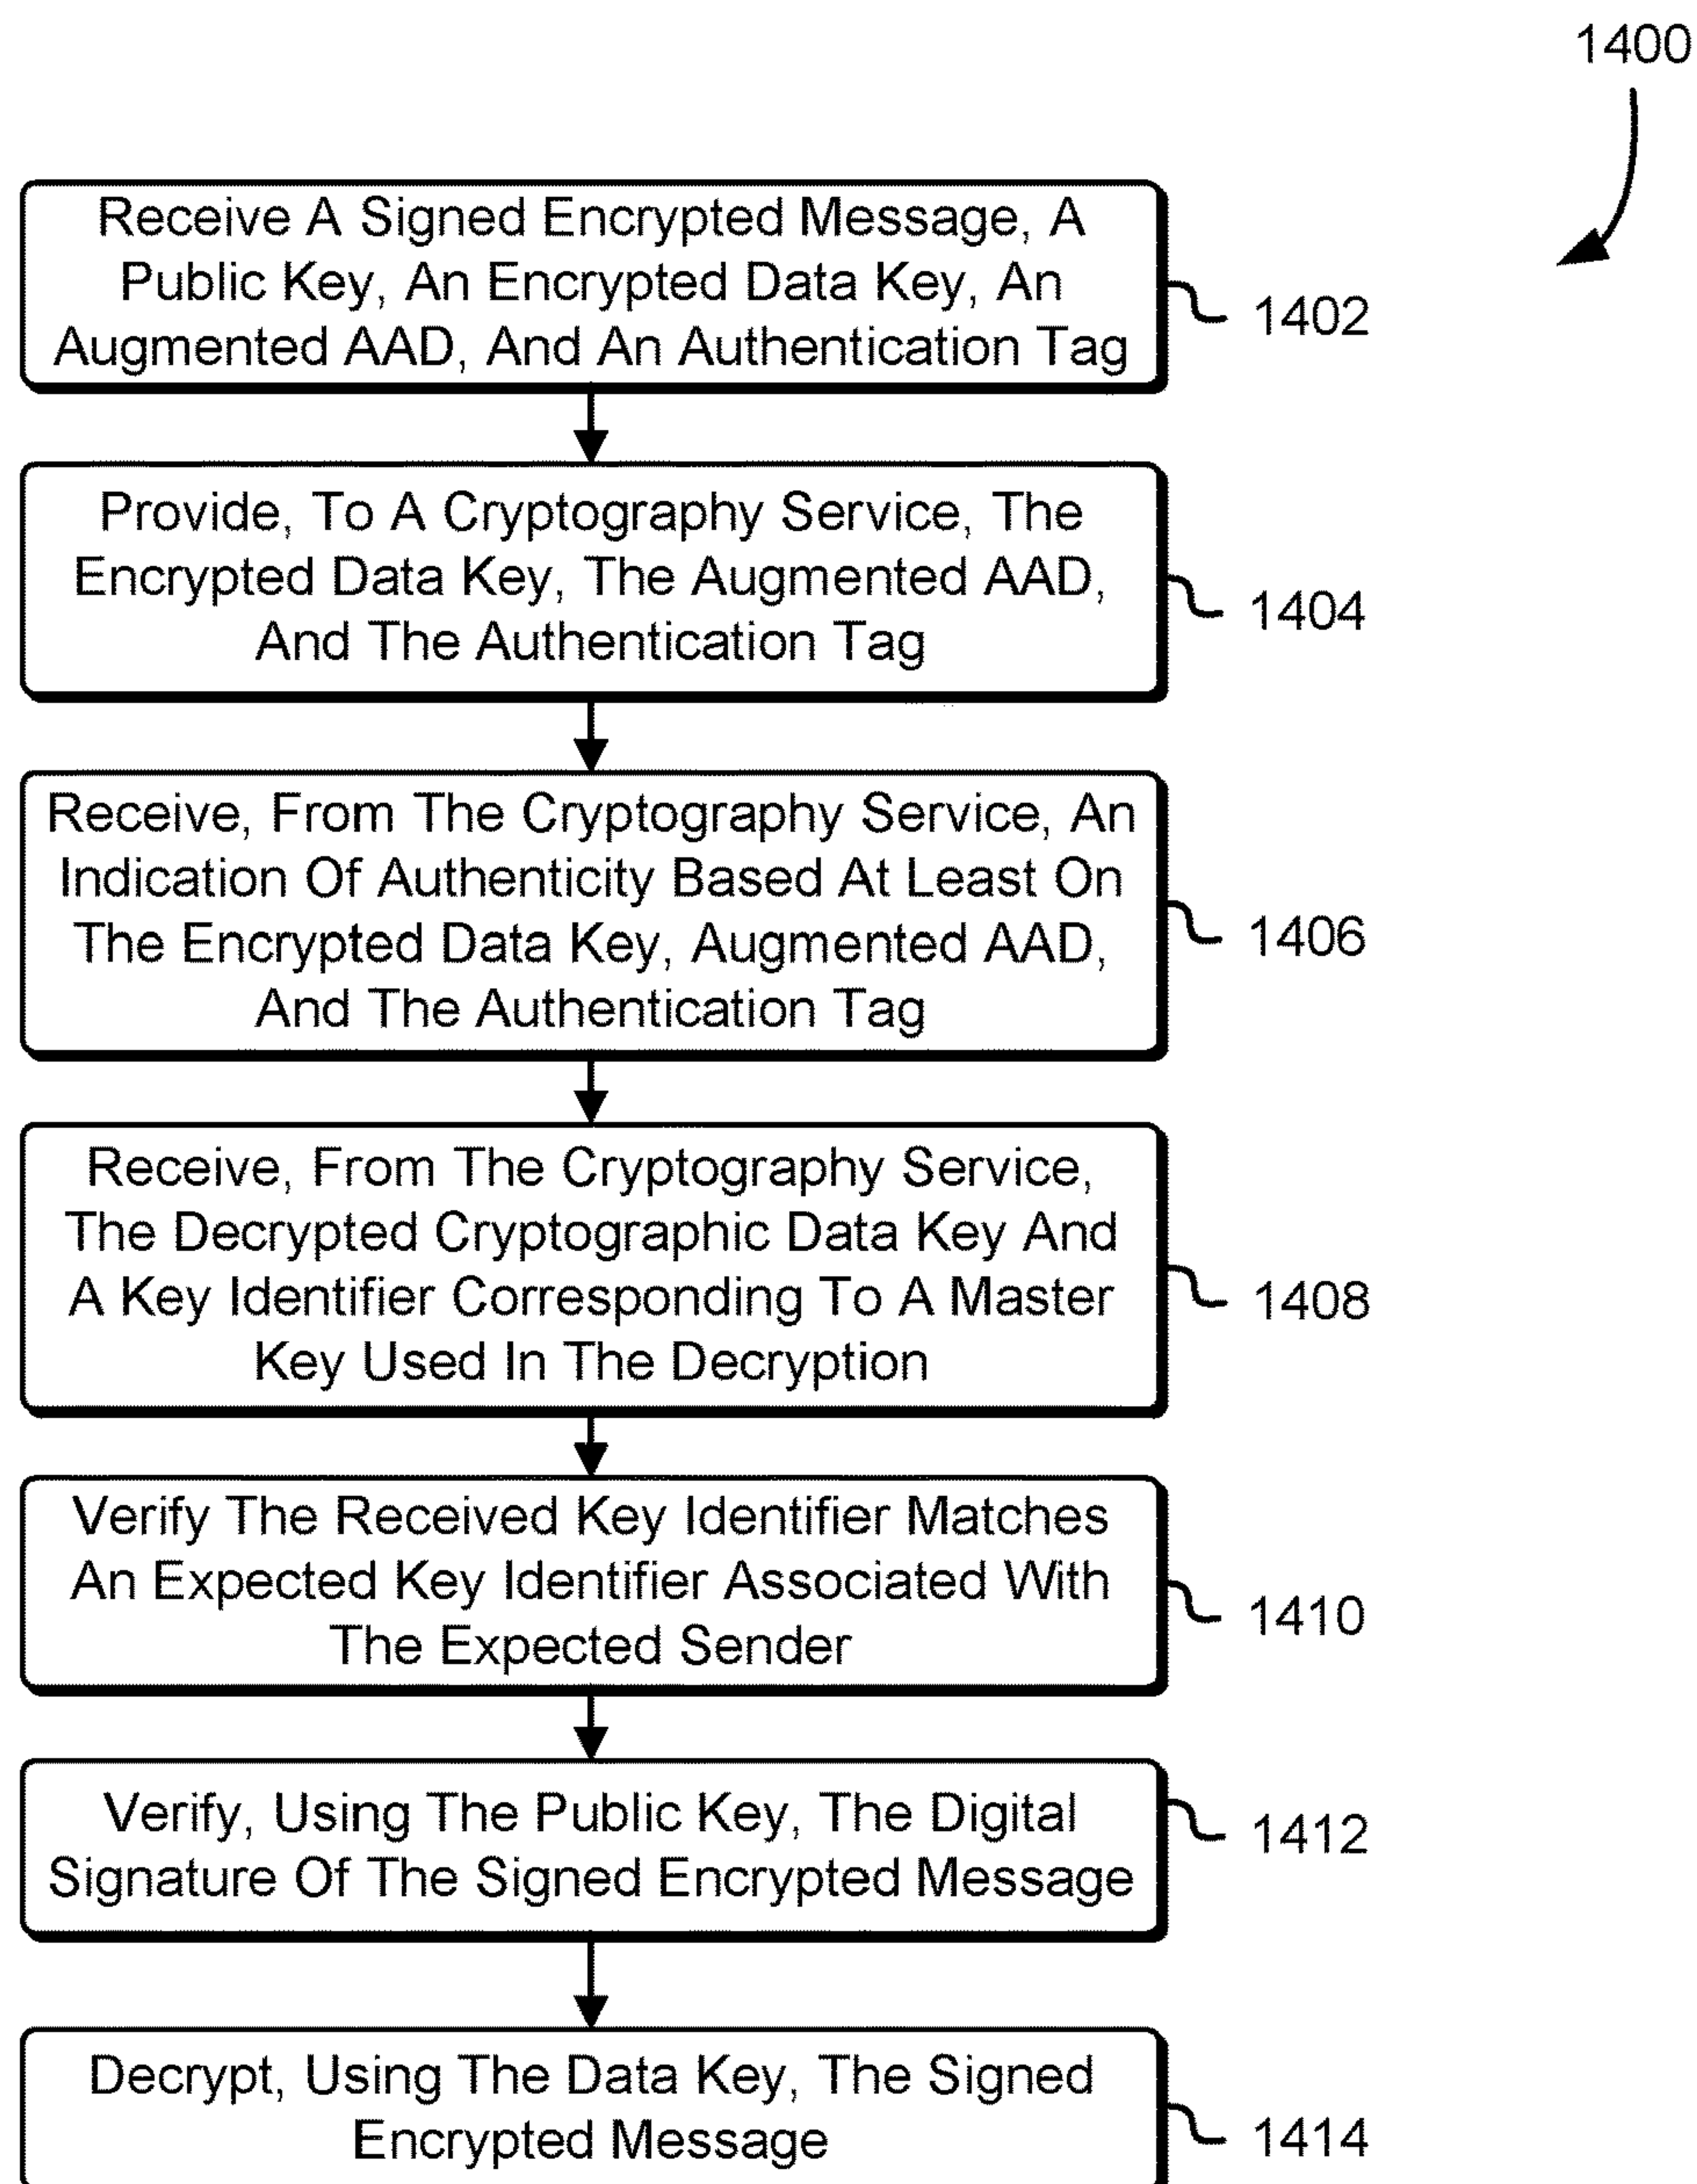 1400
Receive A Signed Encrypted Message, A
Public Key, An Encrypted Data Key, An
Augmented AAD, And An Authentication Tag
1402
Provide, To A Cryptography Service, The
Encrypted Data Key, The Augmented AAD,
And The Authentication Tag
1404
Receive, From The Cryptography Service, An
Indication Of Authenticity Based At Least On
The Encrypted Data Key, Augmented AAD,
And The Authentication Tag
1406
Receive, From The Cryptography Service,
The Decrypted Cryptographic Data Key And
A Key Identifier Corresponding To A Master
Key Used In The Decryption
1408
Verify The Received Key Identifier Matches
An Expected Key Identifier Associated With
The Expected Sender
1410
Verify, Using The Public Key, The Digital
Signature Of The Signed Encrypted Message
1412
Decrypt, Using The Data Key, The Signed
Encrypted Message
1414